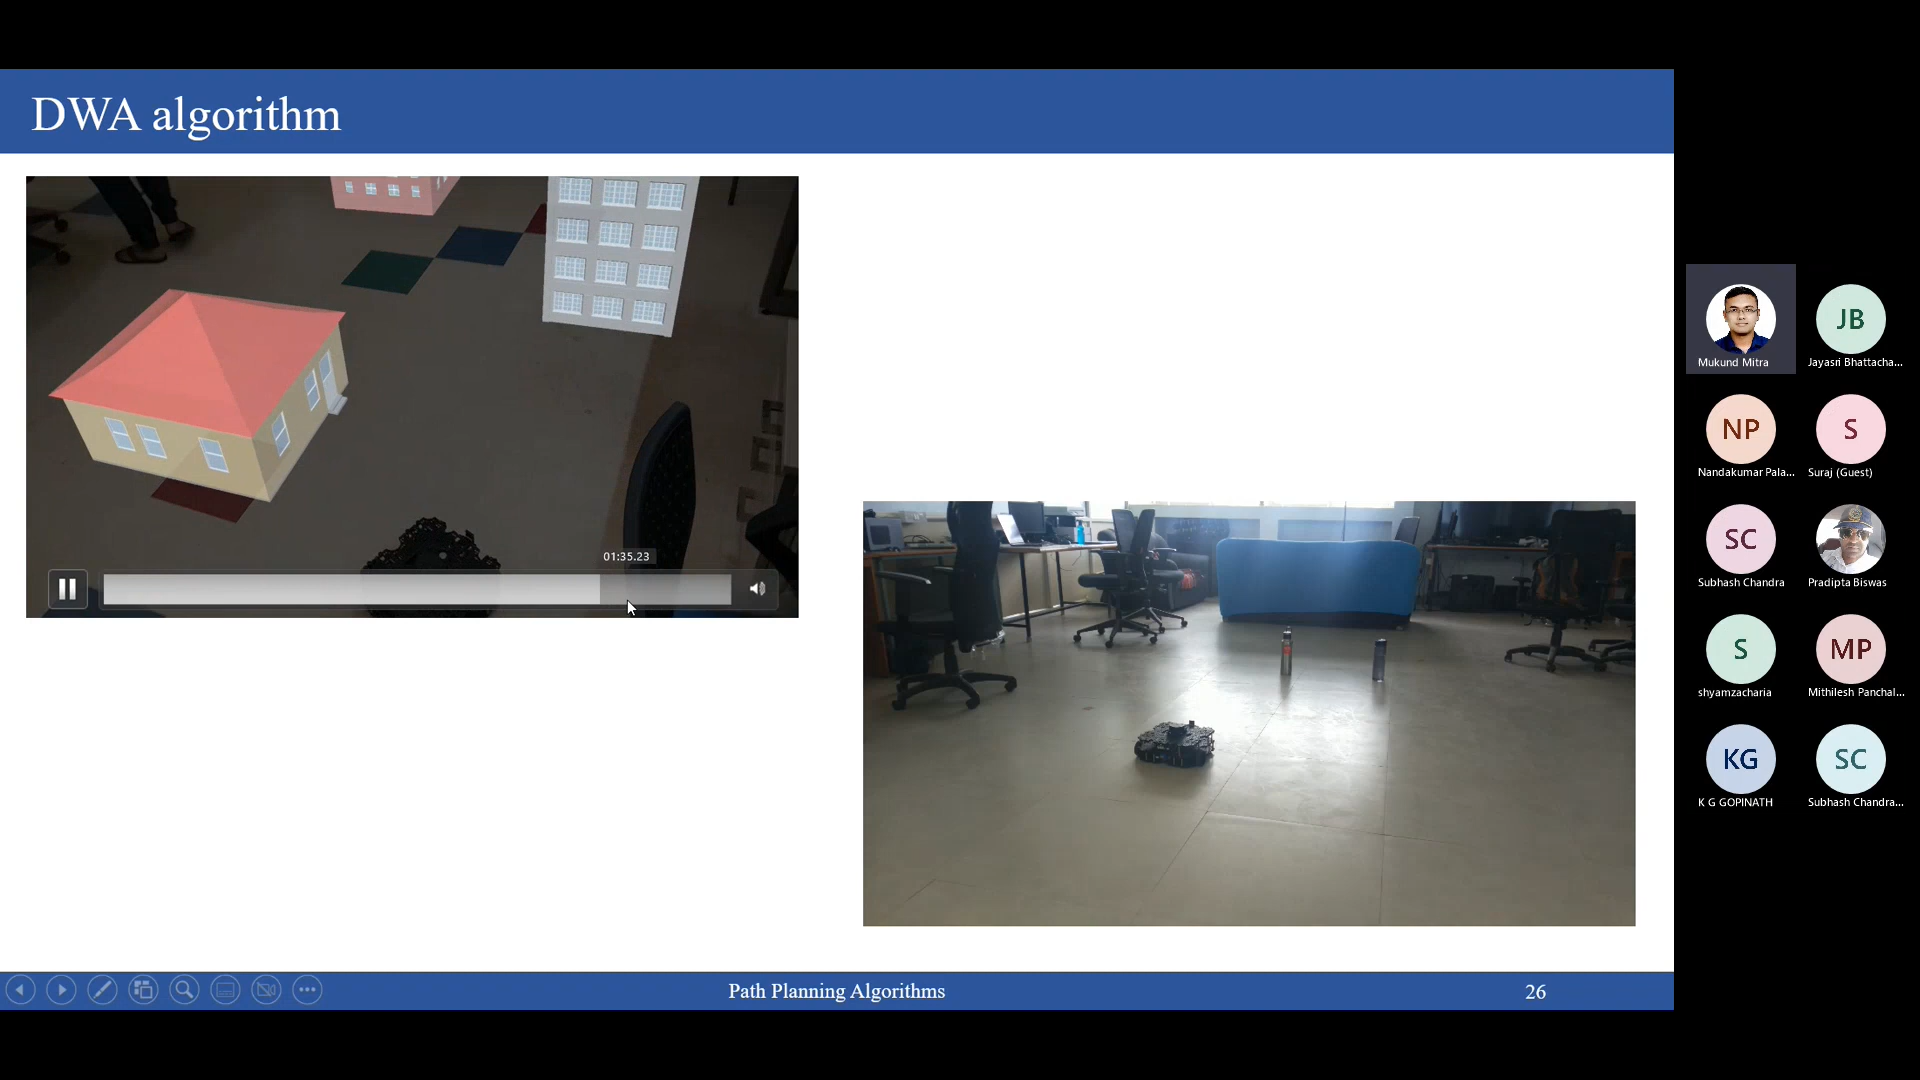 DWA algorithm
01:35.23
Path Planning Algorithms
26
Mukund Mitra
JB
Jayasri Bhattacha...
NP
Nandakumar Pala...
S
Suraj (Guest)
SC
Subhash Chandra
Pradipta Biswas
S
shyamzacharia
MP
Mithilesh Panchal...
KG
K G GOPINATH
SC
Subhash Chandra...